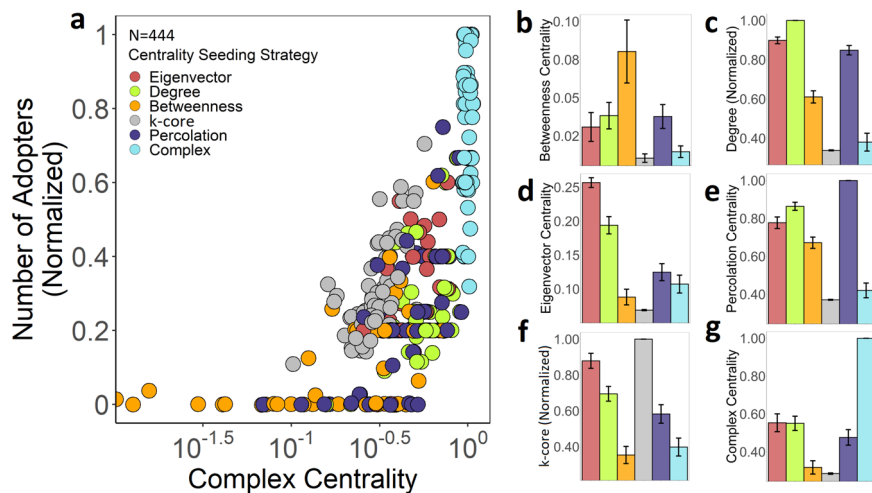 a
N=444
Centrality Seeding Strategy
Eigenvector
Degree
Betweenness
k-core
Percolation
Complex
Number of Adopters
(Normalized)
1
0.8
0.6
0.4
0.2
0
10^-1.5
10^-1
10^-0.5
10^0
Complex Centrality
b
Betweenness Centrality
0.10
0.08
0.05
0.02
c
Degree (Normalized)
1.00
0.80
0.60
0.40
d
Eigenvector Centrality
0.25
0.20
0.15
0.10
e
Percolation Centrality
1.00
0.80
0.60
0.40
f
k-core (Normalized)
1.00
0.80
0.60
0.40
g
Complex Centrality
1.00
0.80
0.60
0.40